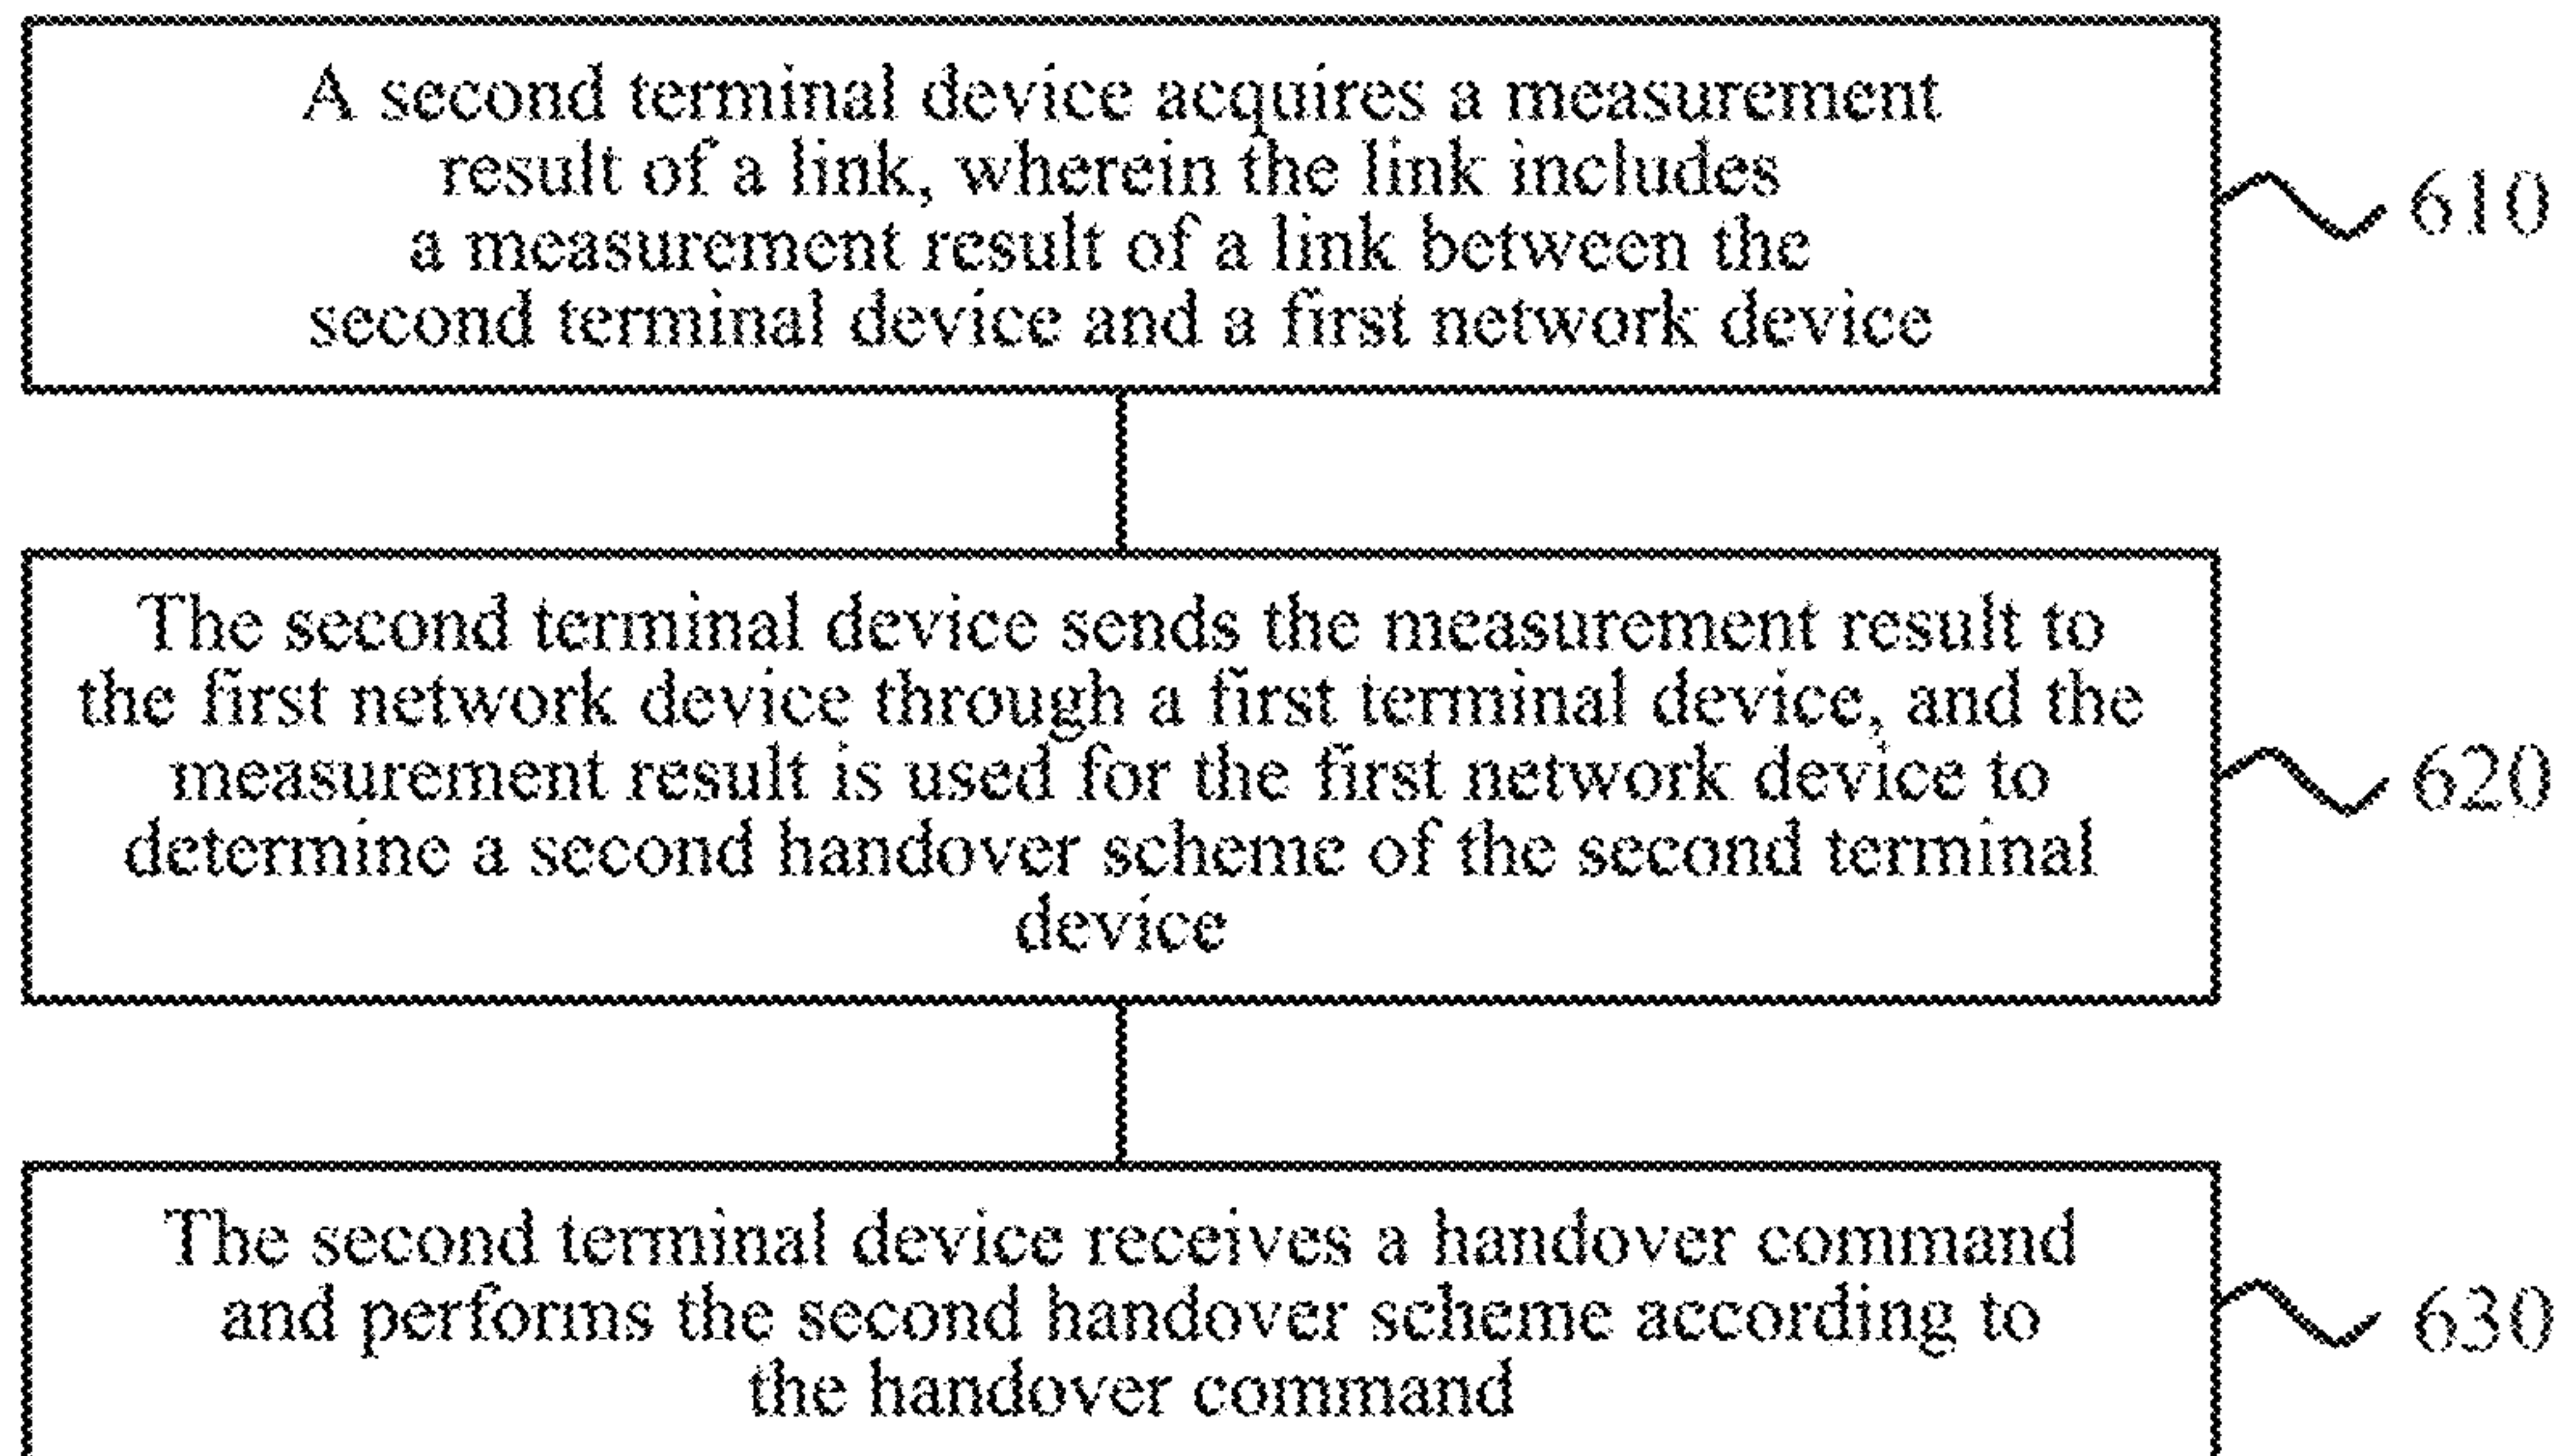 A second terminal device acquires a measurement
result of a link, wherein the link includes
a measurement result of a link between the
second terminal device and a first network device
610
The second terminal device sends the measurement result to
the first network device through a first terminal device, and the
measurement result is used for the first network device to
determine a second handover scheme of the second terminal
device
620
The second terminal device receives a handover command
and performs the second handover scheme according to
the handover command
630